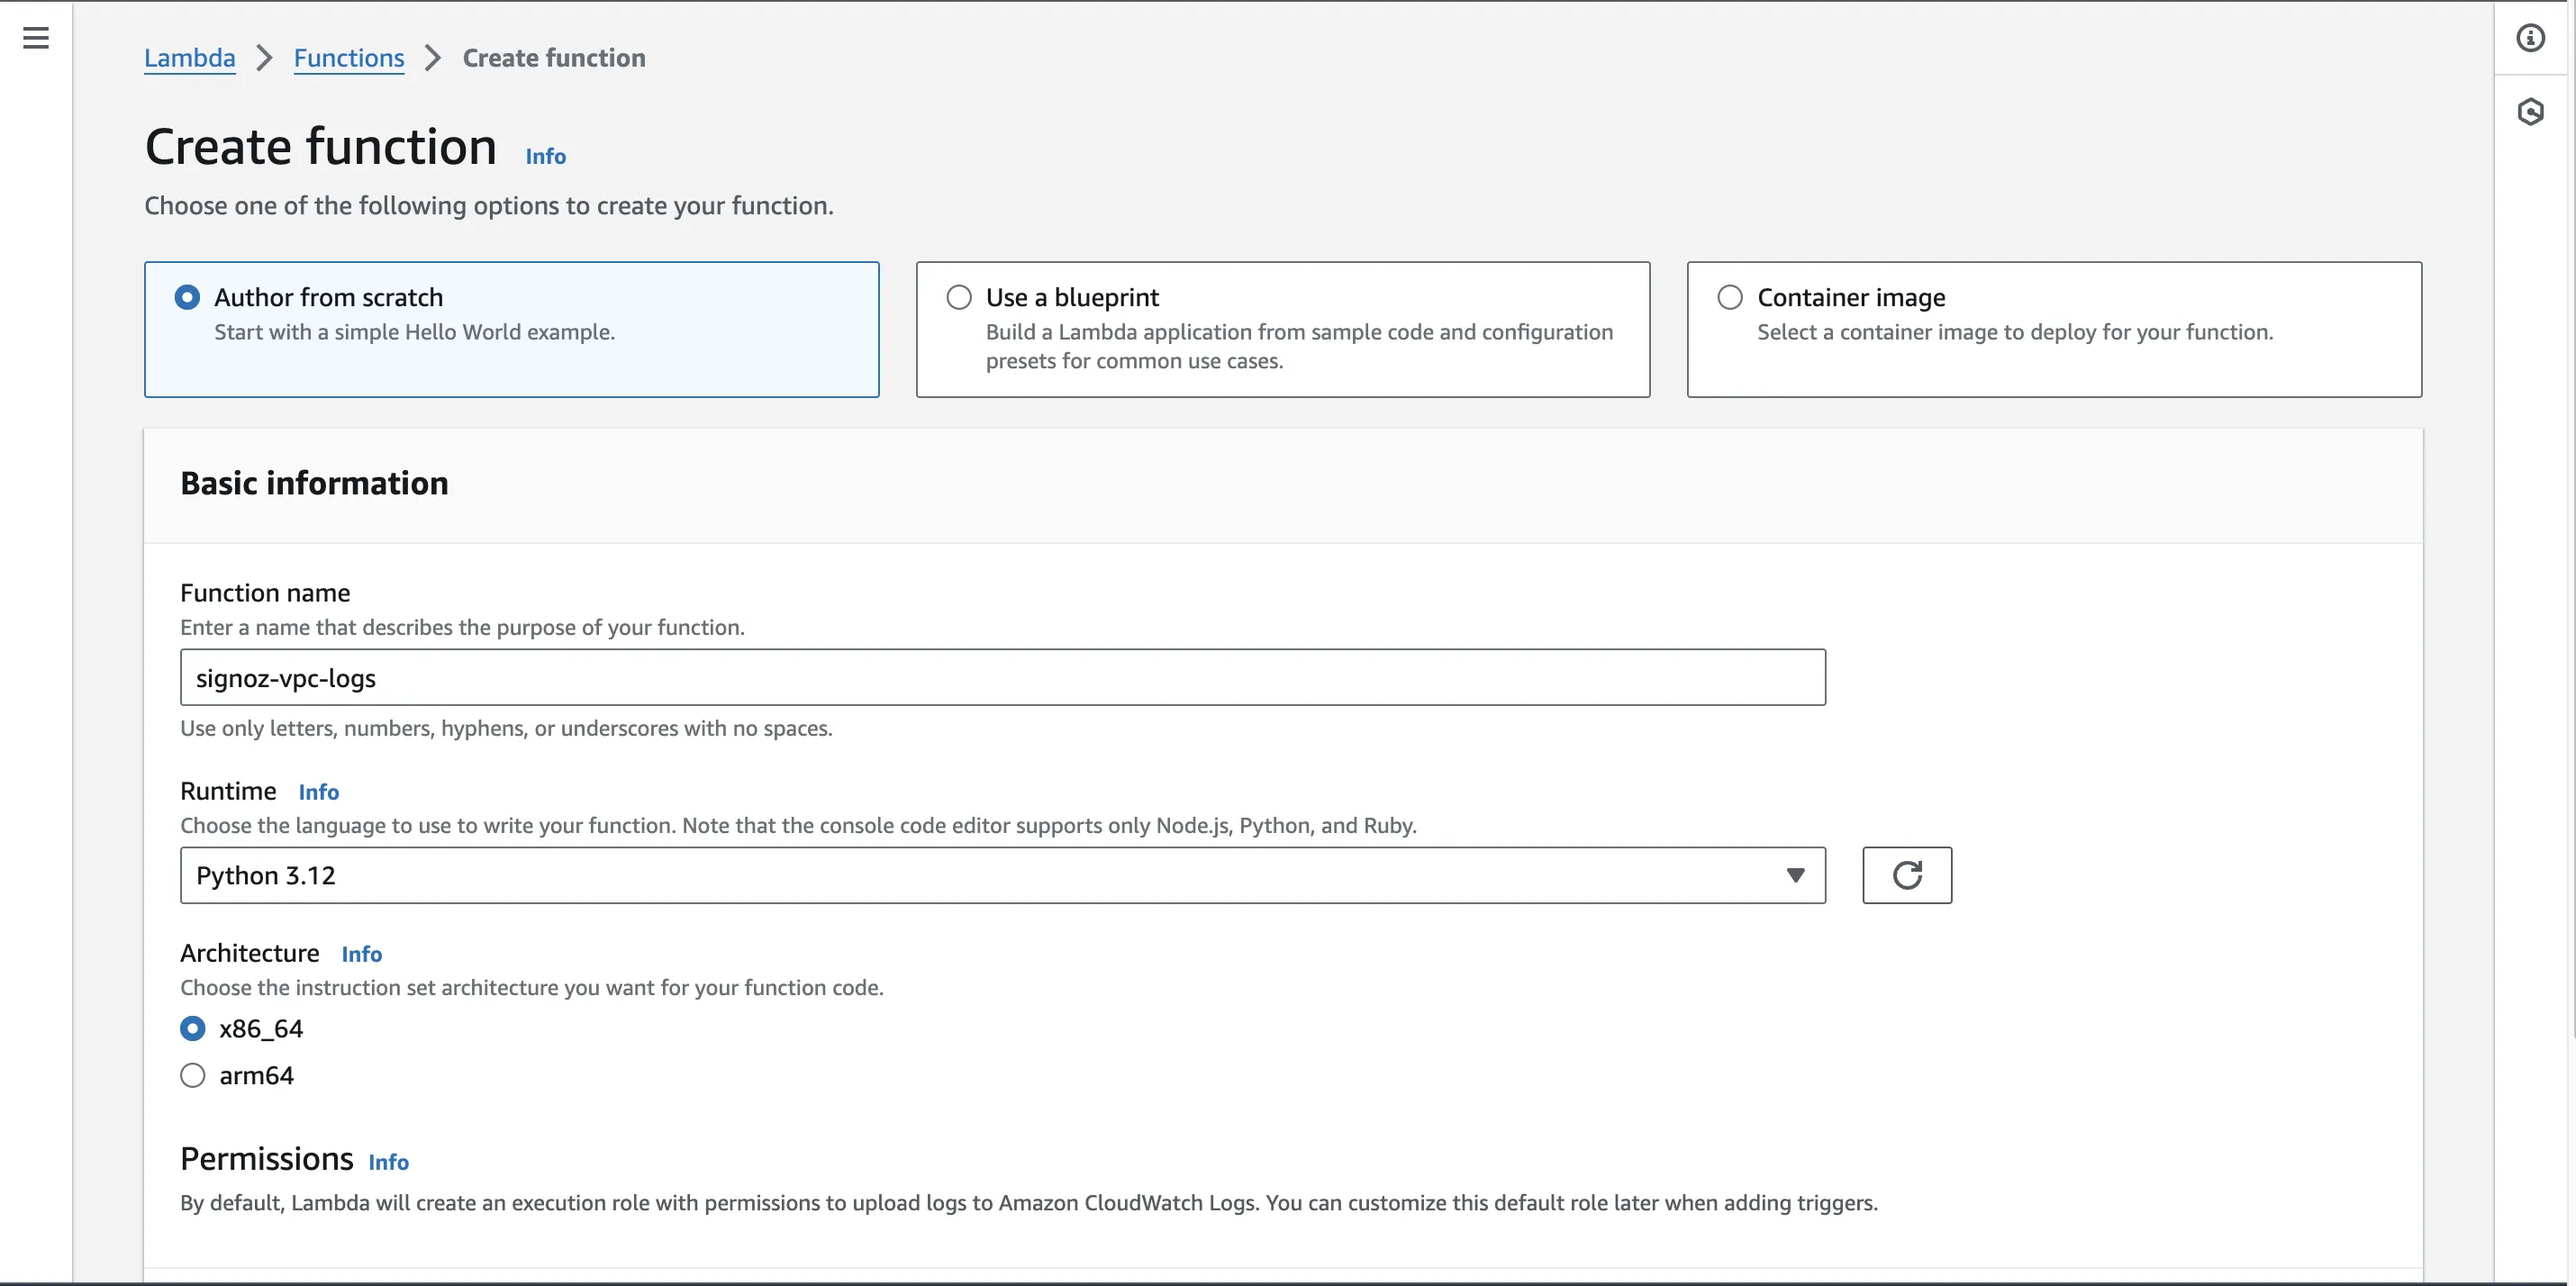 Lambda > Functions > Create function
Create function Info
Choose one of the following options to create your function.
Author from scratch
Start with a simple Hello World example.
Use a blueprint
Build a Lambda application from sample code and configuration
presets for common use cases.
Container image
Select a container image to deploy for your function.
Basic information
Function name
Enter a name that describes the purpose of your function.
signoz-vpc-logs
Use only letters, numbers, hyphens, or underscores with no spaces.
Runtime Info
Choose the language to use to write your function. Note that the console code editor supports only Node.js, Python, and Ruby.
Python 3.12
Architecture Info
Choose the instruction set architecture you want for your function code.
x86_64
arm64
Permissions Info
By default, Lambda will create an execution role with permissions to upload logs to Amazon CloudWatch Logs. You can customize this default role later when adding triggers.